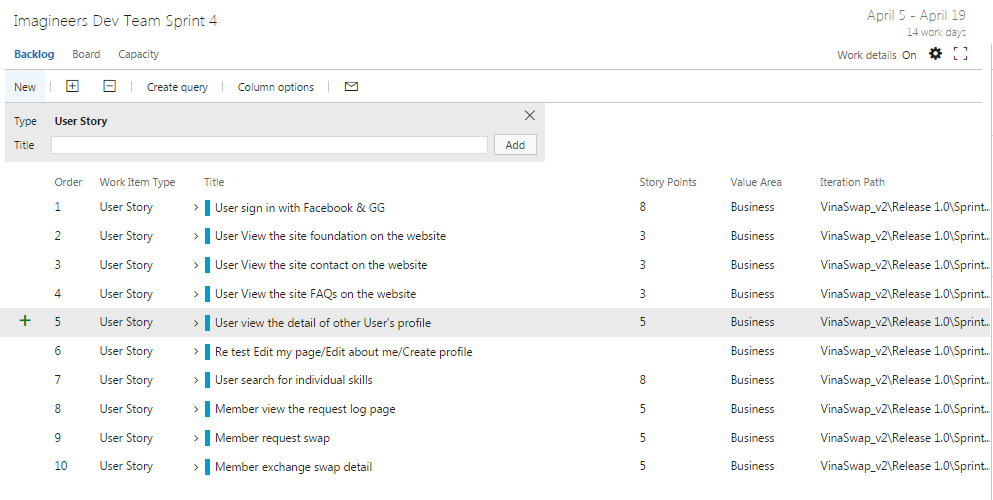 Imagineers Dev Team Sprint 4
April 5 - April 19
14 work days
Backlog Board Capacity
Work details On
New Create query Column options
Type User Story
Title Add
Order Work Item Type Title Story Points Value Area Iteration Path
1 User Story User sign in with Facebook & GG 8 Business VinaSwap_v2\Release 1.0\Sprint...
2 User Story User View the site foundation on the website 3 Business VinaSwap_v2\Release 1.0\Sprint...
3 User Story User View the site contact on the website 3 Business VinaSwap_v2\Release 1.0\Sprint...
4 User Story User View the site FAQs on the website 3 Business VinaSwap_v2\Release 1.0\Sprint...
5 User Story User view the detail of other User's profile 5 Business VinaSwap_v2\Release 1.0\Sprint...
6 User Story Re test Edit my page/Edit about me/Create profile Business VinaSwap_v2\Release 1.0\Sprint...
7 User Story User search for individual skills 8 Business VinaSwap_v2\Release 1.0\Sprint...
8 User Story Member view the request log page 5 Business VinaSwap_v2\Release 1.0\Sprint...
9 User Story Member request swap 5 Business VinaSwap_v2\Release 1.0\Sprint...
10 User Story Member exchange swap detail 5 Business VinaSwap_v2\Release 1.0\Sprint...